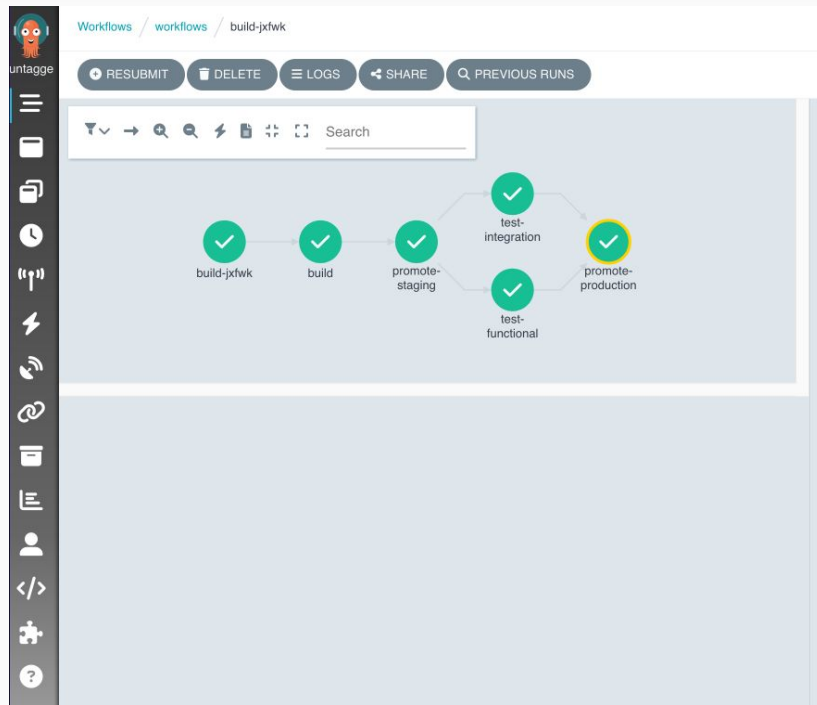 Workflows / workflows / build-jxfwk
untagge
RESUBMIT DELETE LOGS SHARE PREVIOUS RUNS
Search
build-jxfwk
build
promote-
staging
test-
integration
test-
functional
promote-
production